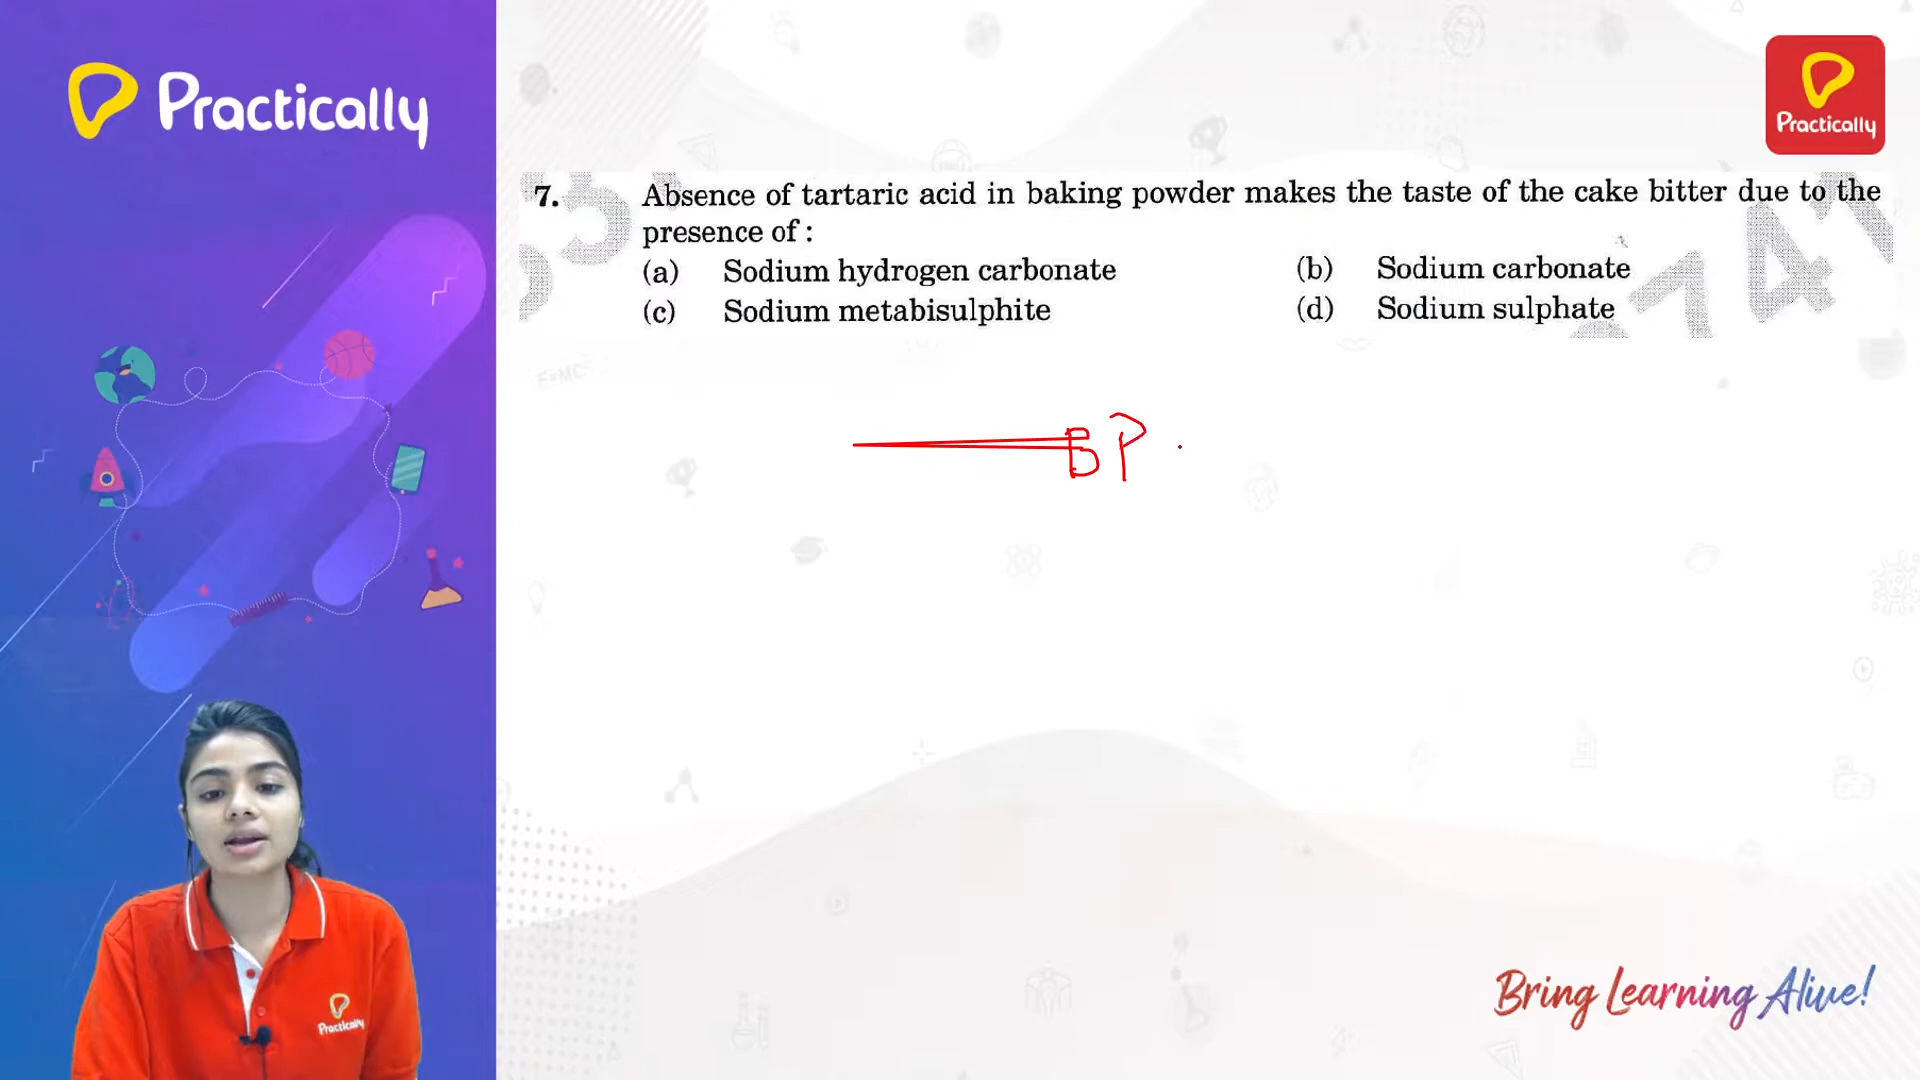 Practically
Practically
7. Absence of tartaric acid in baking powder makes the taste of the cake bitter due to the
presence of :
(a) Sodium hydrogen carbonate (b) Sodium carbonate
(c) Sodium metabisulphite (d) Sodium sulphate
E=MC
BP
Practically
Bring Learning Alive!